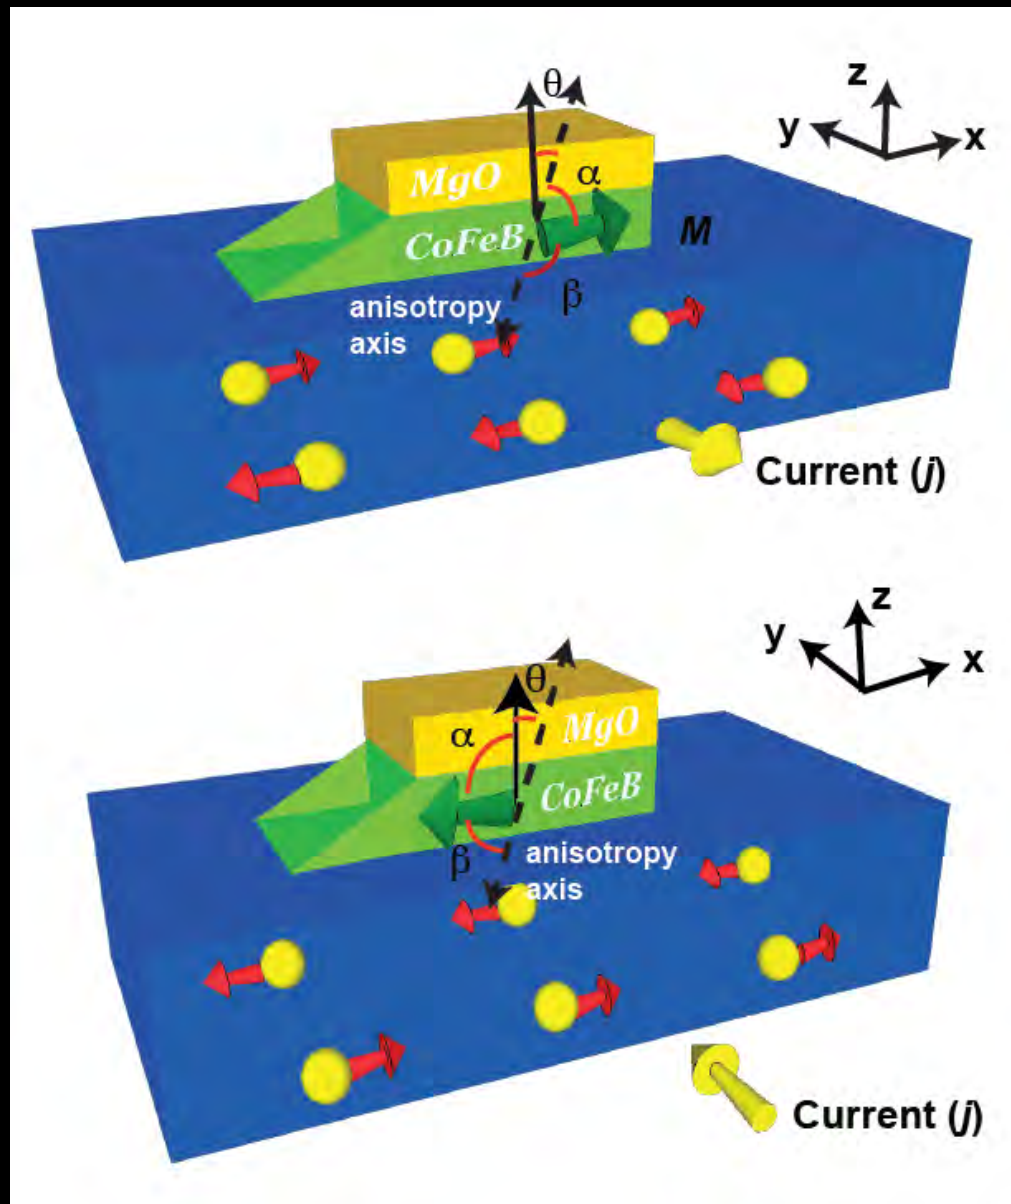 θ
z
y
x
α
MgO
CoFeB
M
β
anisotropy
axis
Current (j)
z
y
x
θ
α
MgO
CoFeB
β
anisotropy
axis
Current (j)